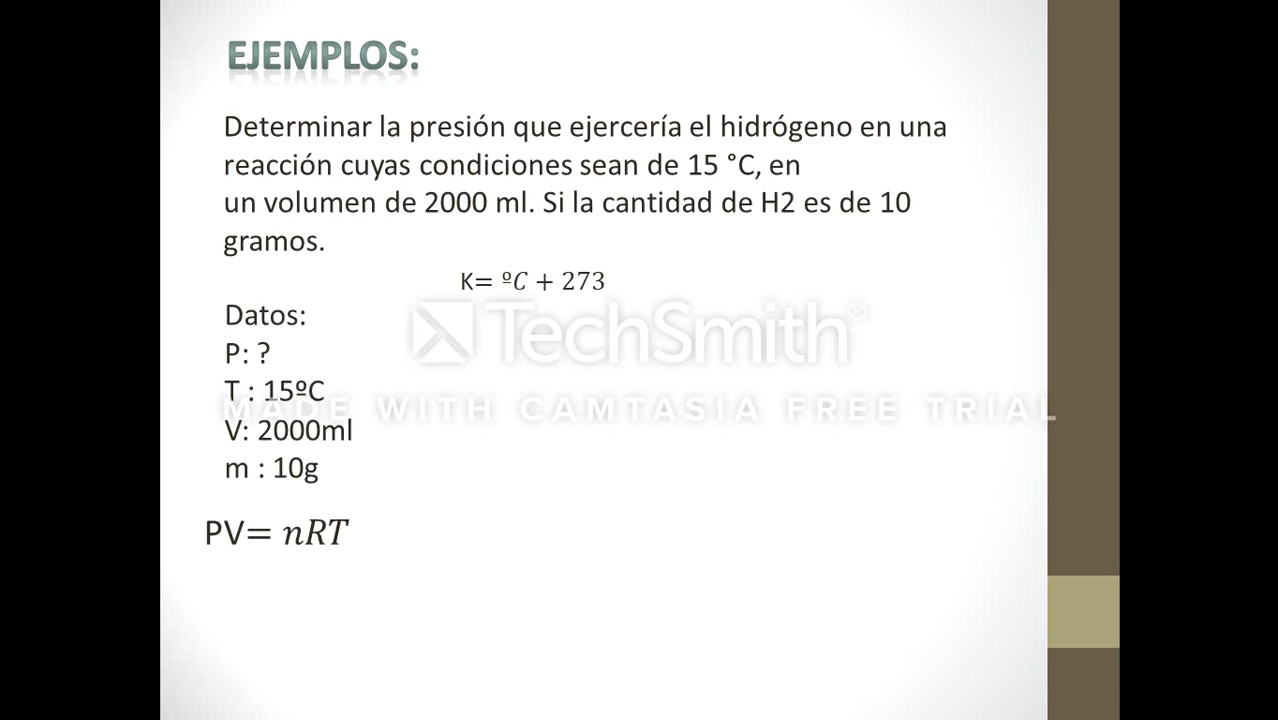 EJEMPLOS:
Determinar la presión que ejercería el hidrógeno en una
reacción cuyas condiciones sean de 15 °C, en
un volumen de 2000 ml. Si la cantidad de H2 es de 10
gramos.
K= ºC + 273
Datos:
P: ?
TechSmith®
T : 15ºC
MADE WITH CAMTASIA FREE TRIAL
V: 2000ml
m : 10g
PV= nRT